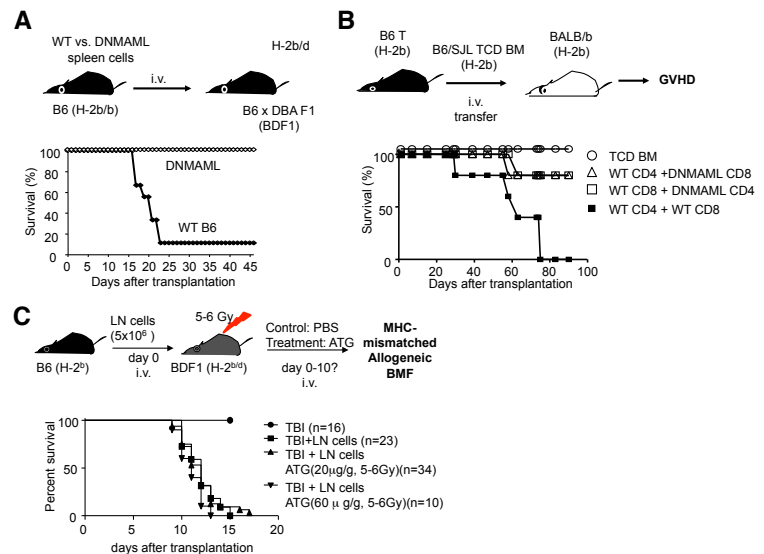 A
WT vs. DNMAML
spleen cells
i.v.
H-2b/d
B6 (H-2b/b)
B6 x DBA F1
(BDF1)
Survival (%)
100
80
60
40
20
0
DNMAML
WT B6
0 5 10 15 20 25 30 35 40 45
Days after transplantation
B
B6 T
(H-2b)
B6/SJL TCD BM
(H-2b)
i.v.
transfer
BALB/b
(H-2b)
GVHD
Survival (%)
100
50
0
0 20 40 60 80 100
Days after transplantation
TCD BM
WT CD4 +DNMAML CD8
WT CD8 + DNMAML CD4
WT CD4 + WT CD8
C
LN cells
(5x10⁶ )
day 0
i.v.
B6 (H-2ᵇ)
5-6 Gy
BDF1 (H-2ᵇ/ᵈ)
Control: PBS
Treatment: ATG
day 0-10?
i.v.
MHC-
mismatched
Allogeneic
BMF
Percent survival
100
50
0
0 5 10 15 20
days after transplantation
TBI (n=16)
TBI+LN cells (n=23)
TBI + LN cells
ATG(20µg/g, 5-6Gy)(n=34)
TBI + LN cells
ATG(60 µ g/g, 5-6Gy)(n=10)